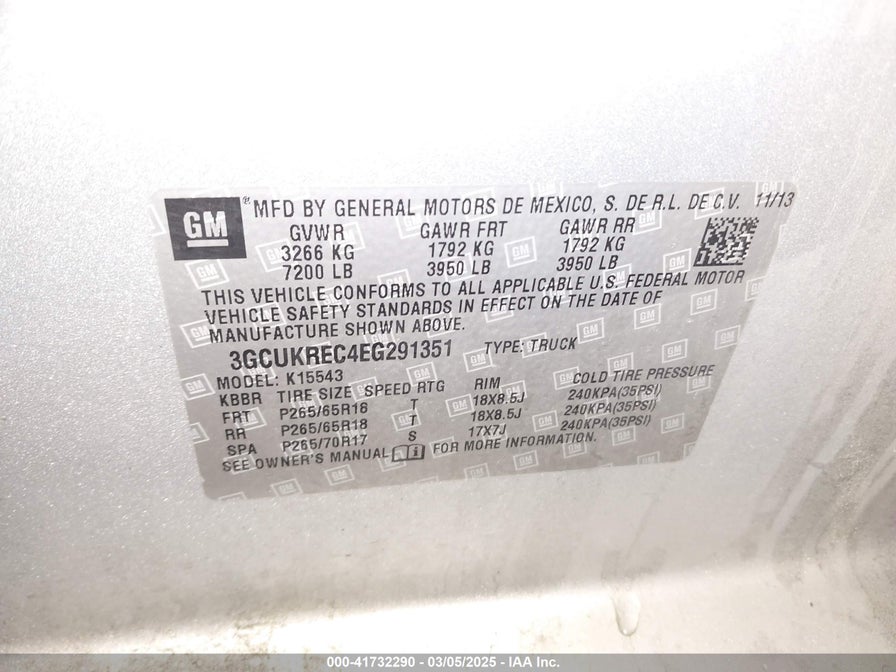 GM ® MFD BY GENERAL MOTORS DE MEXICO, S. DE R.L. DE C.V. 11/13
GVWR GAWR FRT GAWR RR
3266 KG 1792 KG 1792 KG
7200 LB 3950 LB 3950 LB
THIS VEHICLE CONFORMS TO ALL APPLICABLE U.S. FEDERAL MOTOR
VEHICLE SAFETY STANDARDS IN EFFECT ON THE DATE OF
MANUFACTURE SHOWN ABOVE.
3GCUKREC4EG291351 TYPE: TRUCK
MODEL: K15543
KBBR TIRE SIZE SPEED RTG RIM COLD TIRE PRESSURE
FRT P265/65R18 T 18X8.5J 240KPA(35PSI)
RR P265/65R18 T 18X8.5J 240KPA(35PSI)
SPA P265/70R17 S 17X7J 240KPA(35PSI)
SEE OWNER'S MANUAL FOR MORE INFORMATION.
000-41732290 - 03/05/2025 - IAA Inc.